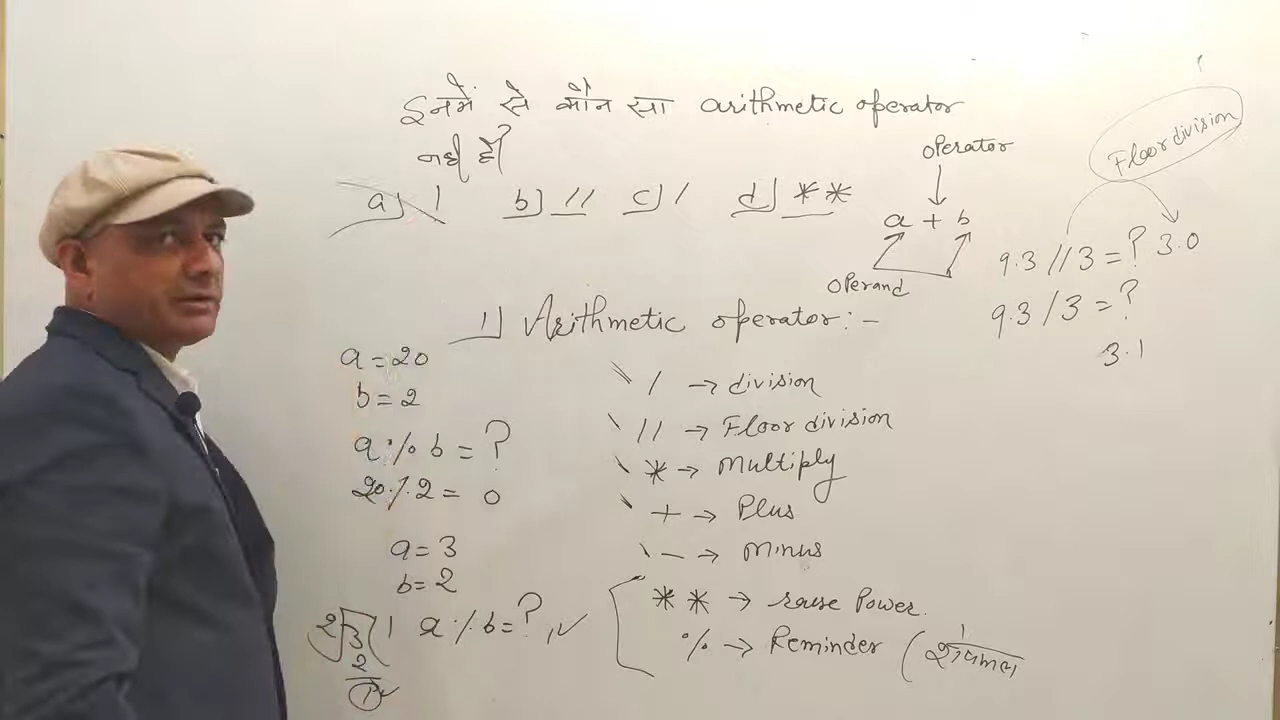 इनमें से कौन सा arithmetic operator
नहीं है?
a] | b] // c] / d] **
operator
a + b
operand
Floor division
9.3 // 3 = ? 3.0
9.3 / 3 = ?
3.1
1] Arithmetic operator:-
a = 20
b = 2
a % b = ?
20 % 2 = 0
a = 3
b = 2
a % b = ? 1
2 3 1
2
1
/ → division
// → Floor division
* → Multiply
+ → Plus
- → Minus
** → raise Power.
% → Reminder (